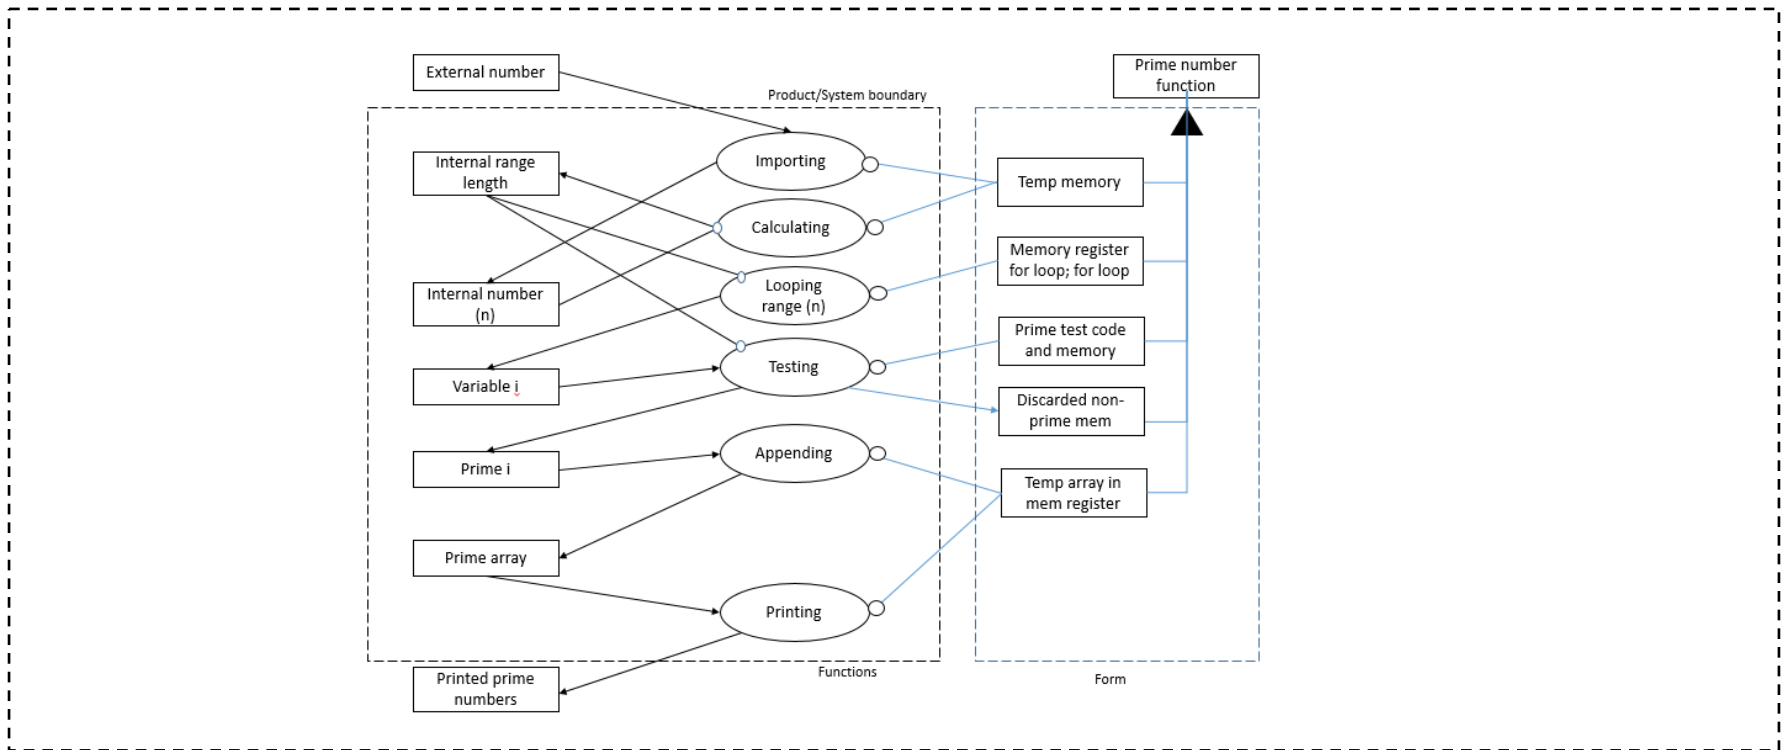 External number
Prime number
function
Product/System boundary
Internal range
length
Importing
Temp memory
Calculating
Memory register
for loop; for loop
Internal number
(n)
Looping
range (n)
Prime test code
and memory
Variable i
Testing
Discarded non-
prime mem
Prime i
Appending
Temp array in
mem register
Prime array
Printing
Functions
Form
Printed prime
numbers